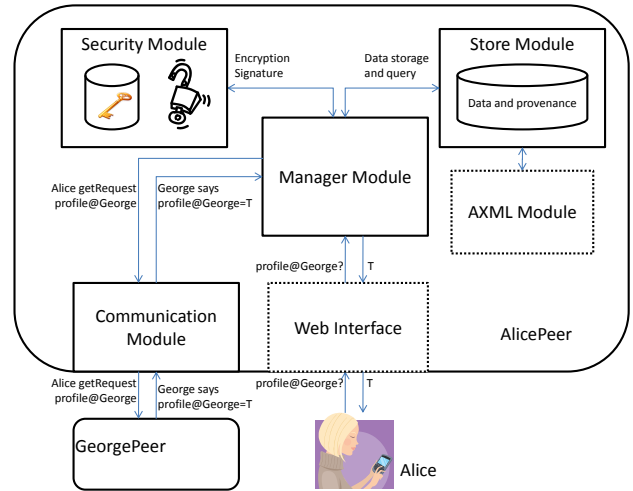 Security Module
Encryption
Signature
Data storage
and query
Store Module
Data and provenance
Manager Module
Alice getRequest
profile@George
George says
profile@George=T
AXML Module
profile@George?
T
Communication
Module
Web Interface
AlicePeer
Alice getRequest
profile@George
George says
profile@George=T
profile@George?
T
GeorgePeer
Alice